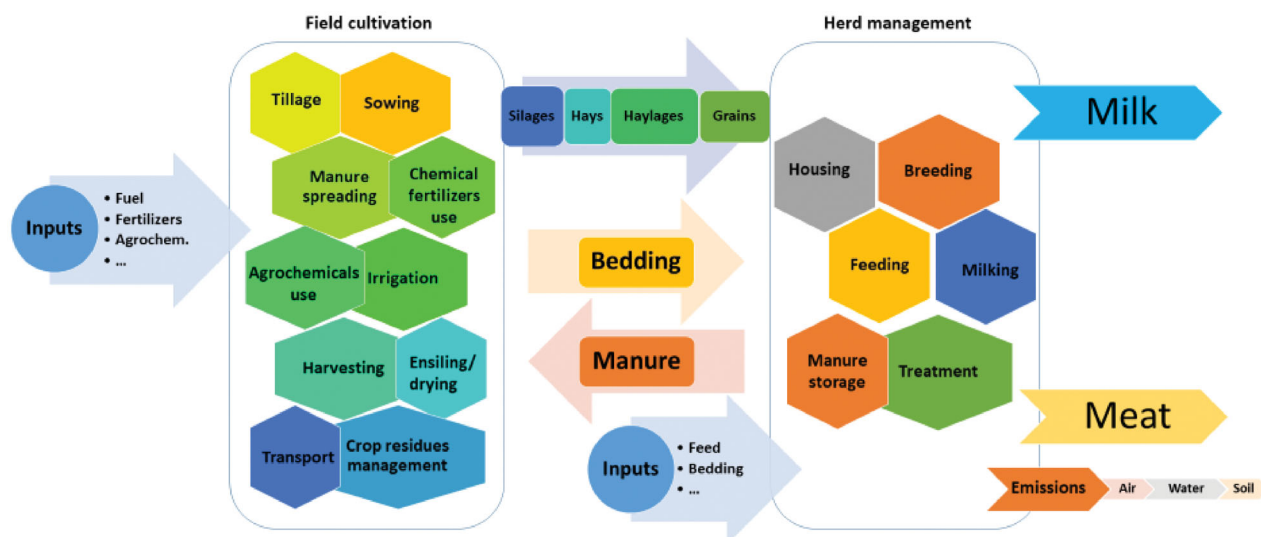 Field cultivation
Herd management
Tillage
Sowing
Manure
spreading
Chemical
fertilizers
use
Agrochemicals
use
Irrigation
Harvesting
Ensiling/
drying
Transport
Crop residues
management
Inputs
• Fuel
• Fertilizers
• Agrochem.
• ...
Silages
Hays
Haylages
Grains
Bedding
Manure
Inputs
• Feed
• Bedding
• ...
Housing
Breeding
Feeding
Milking
Manure
storage
Treatment
Milk
Meat
Emissions
Air
Water
Soil